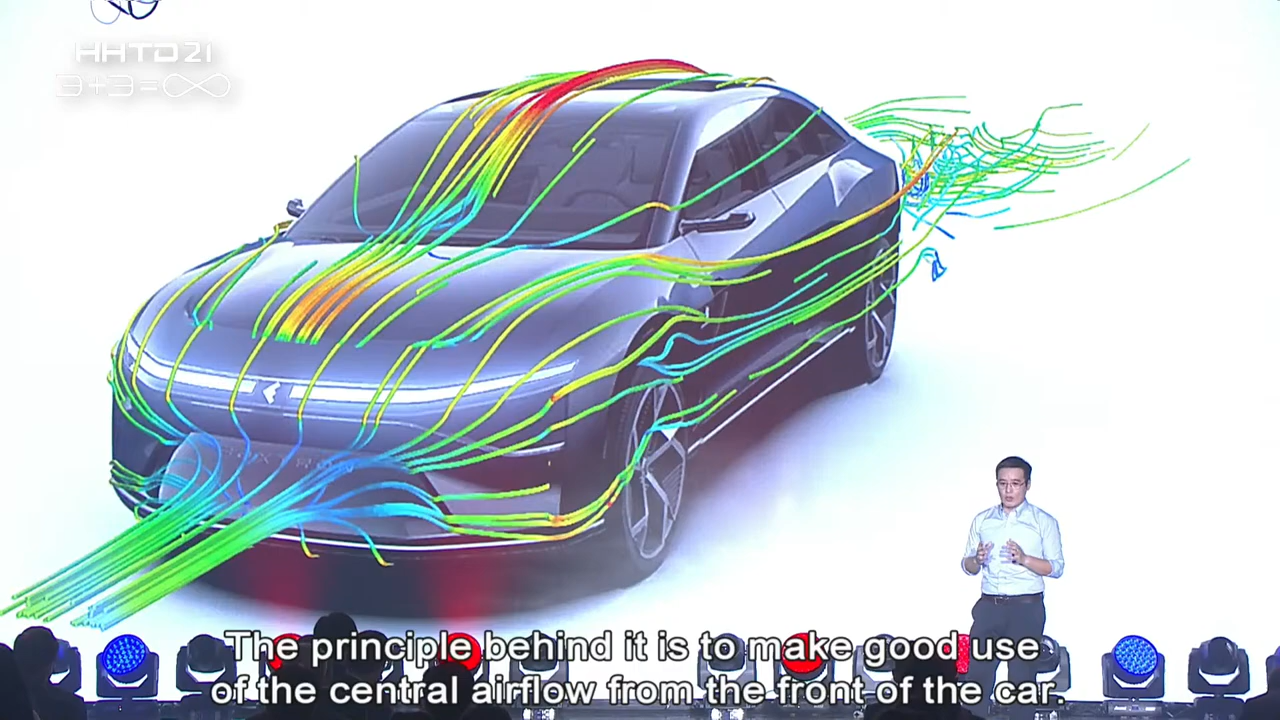 HHTD21
3+3=∞
FOXTRON
The principle behind it is to make good use
of the central airflow from the front of the car.